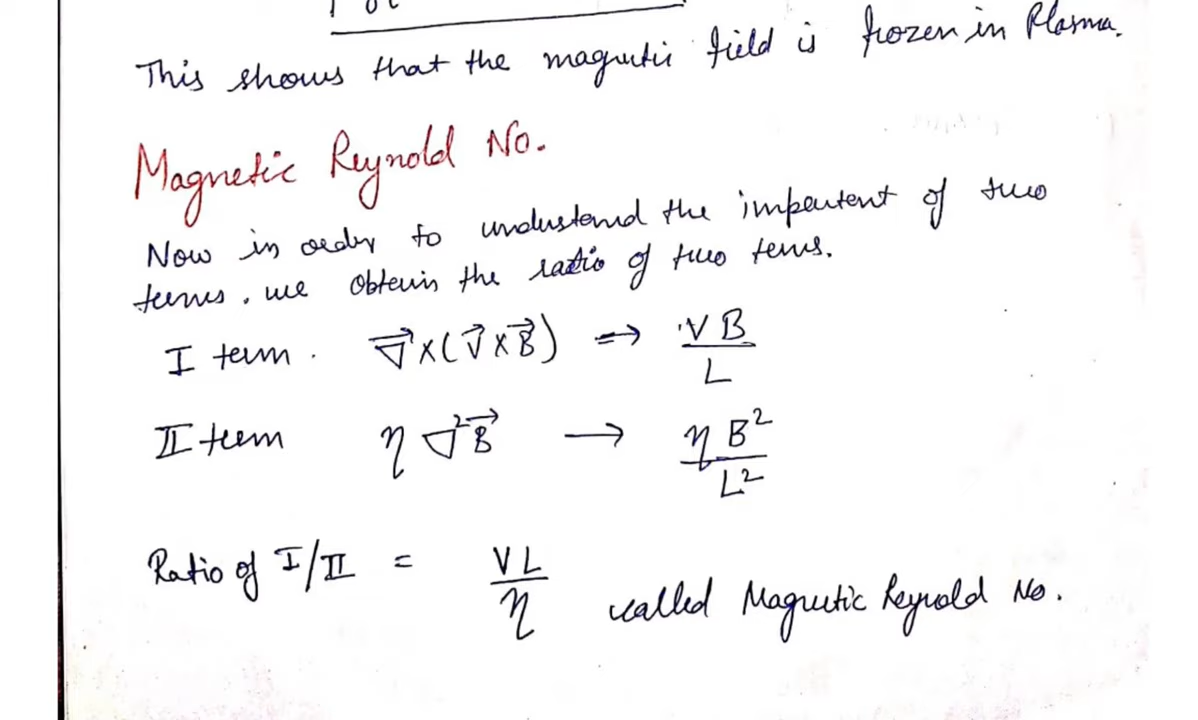 This shows that the magnetic field is frozen in Plasma.
Magnetic Reynold No.
Now in order to understand the impoutent of two
terms, we obtein the ratio of two terms.
I term. ∇⃗×(V⃗×B⃗) ⇒ VB/L
II term η∇²B⃗ → ηB²/L²
Ratio of I/II = VL/η called Magnetic Reynold No.